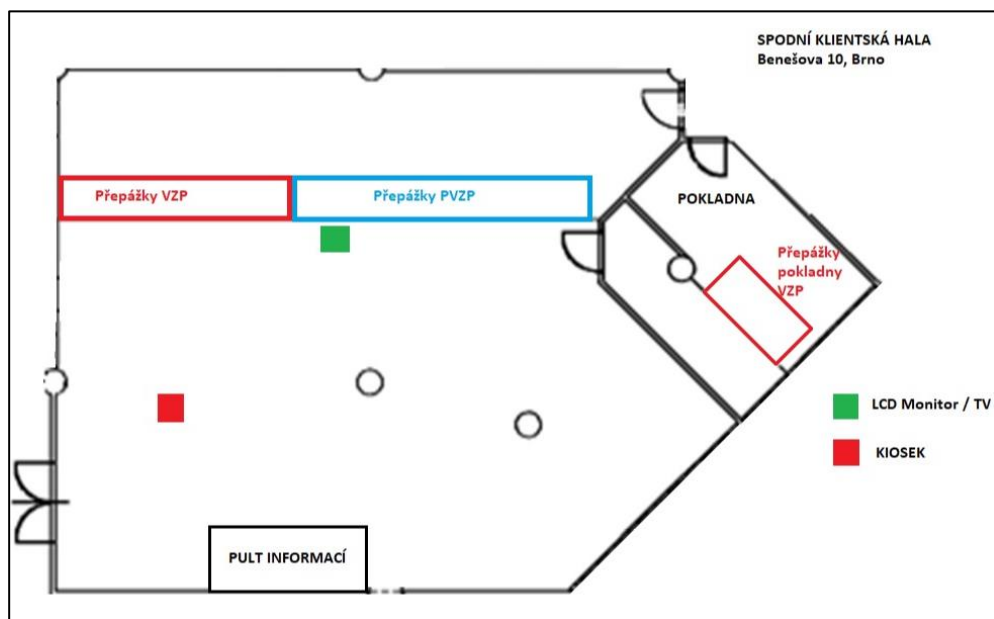 SPODNÍ KLIENTSKÁ HALA
Benešova 10, Brno
Přepážky VZP
Přepážky PVZP
POKLADNA
Přepážky
pokladny
VZP
LCD Monitor / TV
KIOSEK
PULT INFORMACÍ